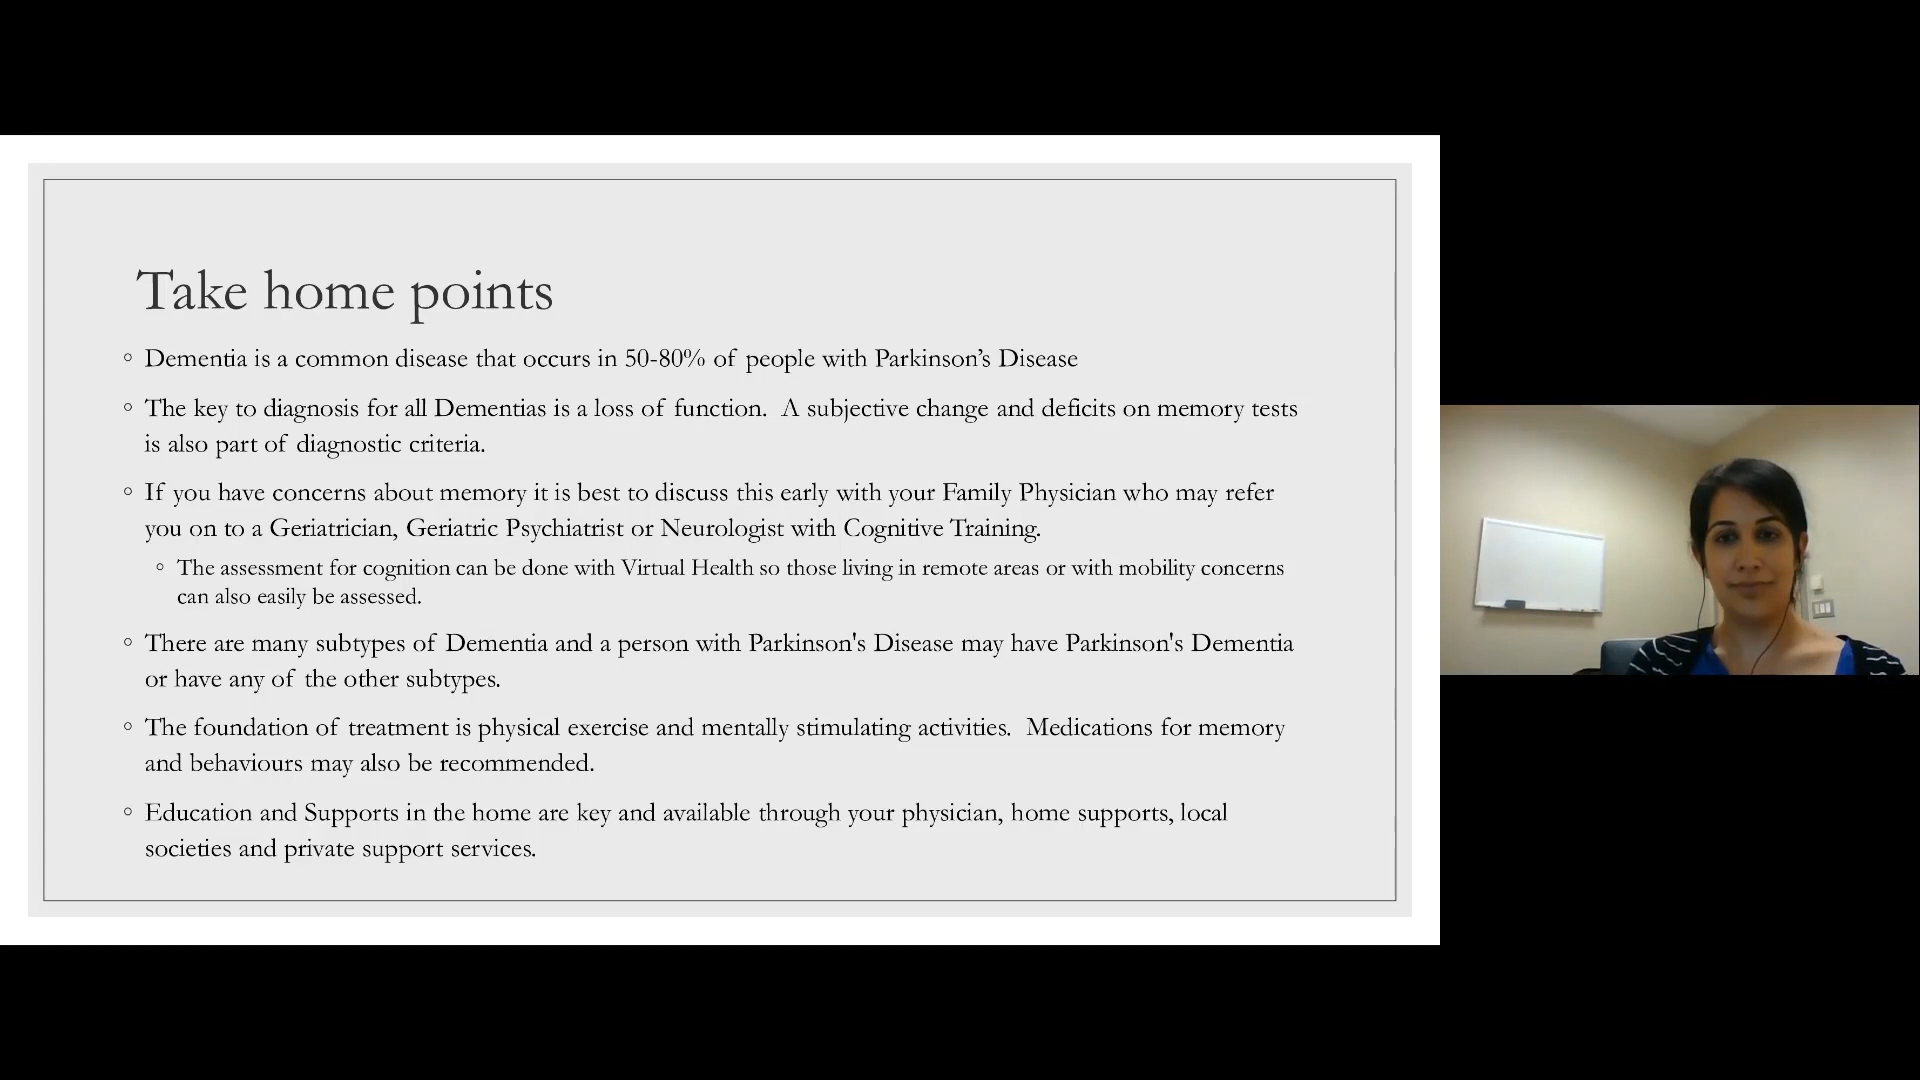 Take home points
◦ Dementia is a common disease that occurs in 50-80% of people with Parkinson’s Disease
◦ The key to diagnosis for all Dementias is a loss of function.  A subjective change and deficits on memory tests
is also part of diagnostic criteria.
◦ If you have concerns about memory it is best to discuss this early with your Family Physician who may refer
you on to a Geriatrician, Geriatric Psychiatrist or Neurologist with Cognitive Training.
◦ The assessment for cognition can be done with Virtual Health so those living in remote areas or with mobility concerns
can also easily be assessed.
◦ There are many subtypes of Dementia and a person with Parkinson's Disease may have Parkinson's Dementia
or have any of the other subtypes.
◦ The foundation of treatment is physical exercise and mentally stimulating activities.  Medications for memory
and behaviours may also be recommended.
◦ Education and Supports in the home are key and available through your physician, home supports, local
societies and private support services.